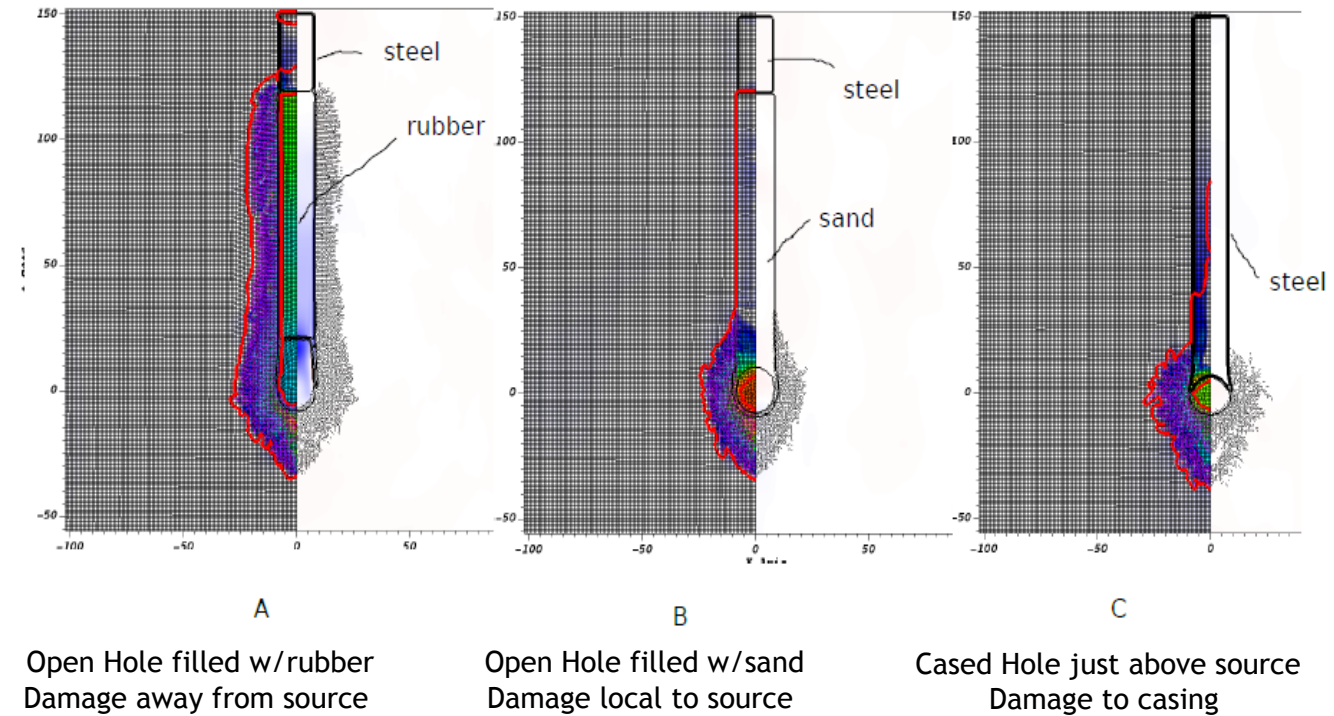 150
100
50
0
-50
-100
-50
0
50
steel
rubber
A
Open Hole filled w/rubber
Damage away from source
150
100
50
0
-50
-100
-50
0
50
steel
sand
B
Open Hole filled w/sand
Damage local to source
150
100
50
0
-50
-100
-50
0
steel
C
Cased Hole just above source
Damage to casing